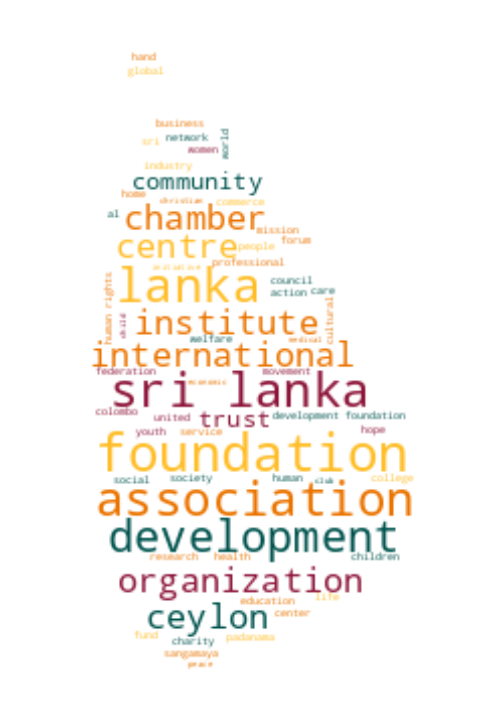 hand
global
business
sri network world
women
industry
community
home christian commerce
al chamber
mission
centre people forum
professional
initiative
lanka council
action care
human rights cultural
child institute
welfare medical
international
federation movement
economic
sri lanka
colombo united trust development foundation
youth service hope
foundation
social society human club college
association
development
research health children
organization
education life
ceylon center
fund charity padanama
sangamaya
peace